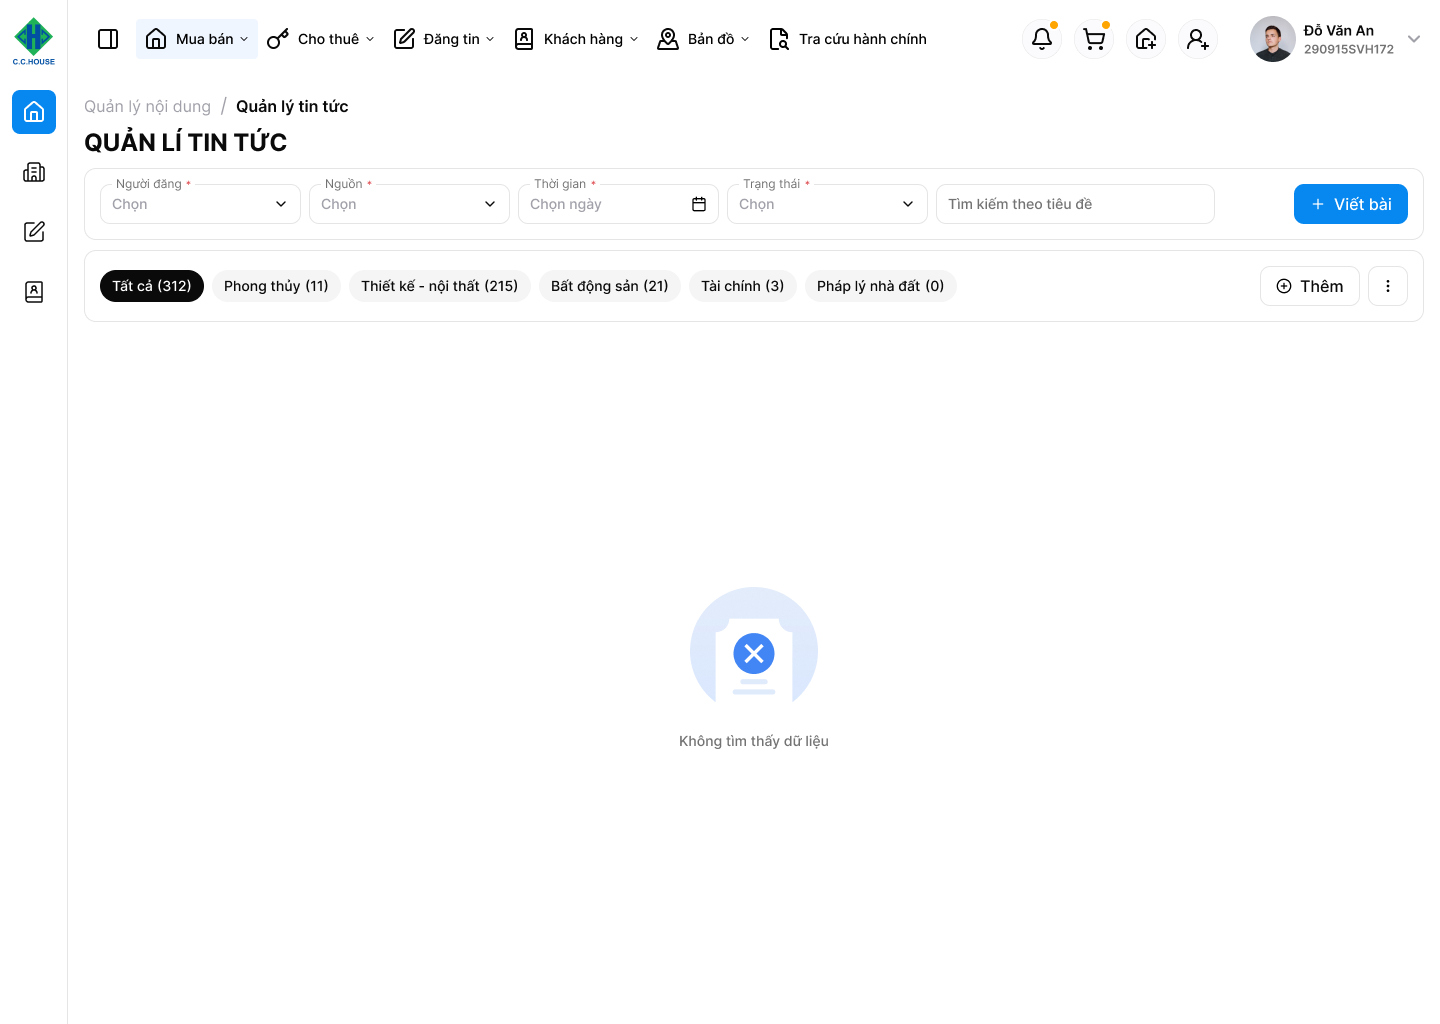 C.C.HOUSE
Mua bán
Cho thuê
Đăng tin
Khách hàng
Bản đồ
Tra cứu hành chính
Đỗ Văn An
290915SVH172
Quản lý nội dung / Quản lý tin tức
QUẢN LÍ TIN TỨC
Người đăng *
Chọn
Nguồn *
Chọn
Thời gian *
Chọn ngày
Trạng thái *
Chọn
Tìm kiếm theo tiêu đề
Viết bài
Tất cả (312)
Phong thủy (11)
Thiết kế - nội thất (215)
Bất động sản (21)
Tài chính (3)
Pháp lý nhà đất (0)
Thêm
Không tìm thấy dữ liệu